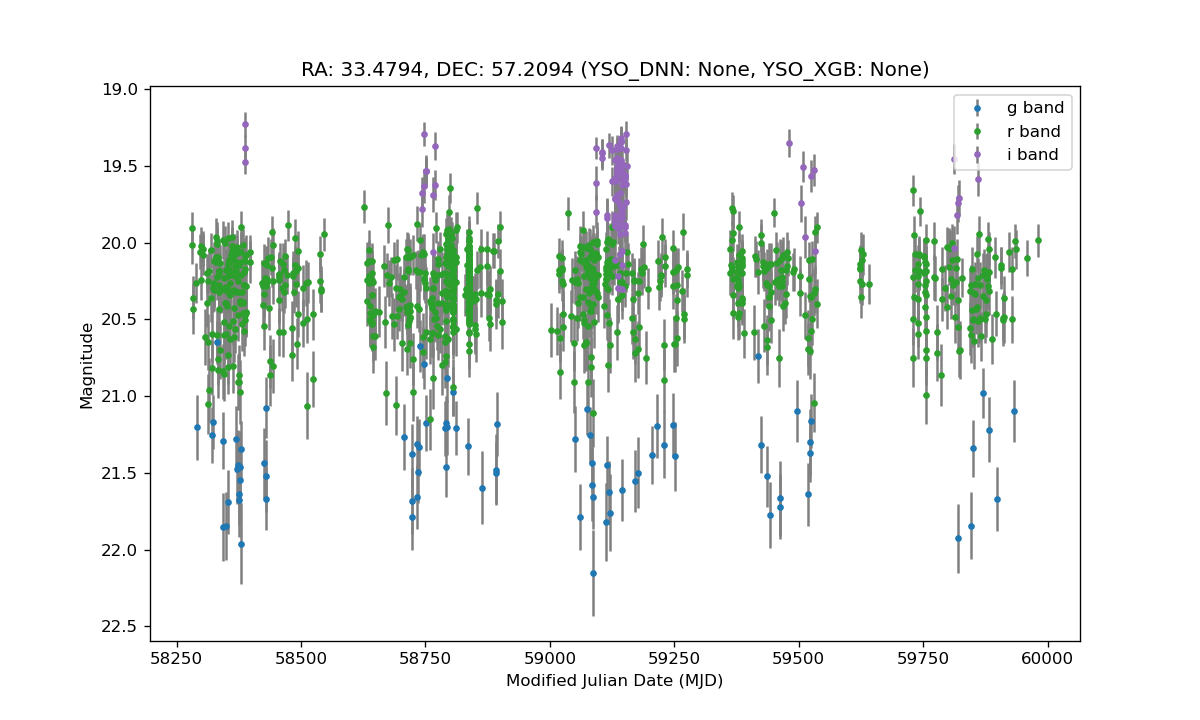 RA: 33.4794, DEC: 57.2094 (YSO_DNN: None, YSO_XGB: None)
g band
r band
i band
Magnitude
19.0
19.5
20.0
20.5
21.0
21.5
22.0
22.5
58250 58500 58750 59000 59250 59500 59750 60000
Modified Julian Date (MJD)